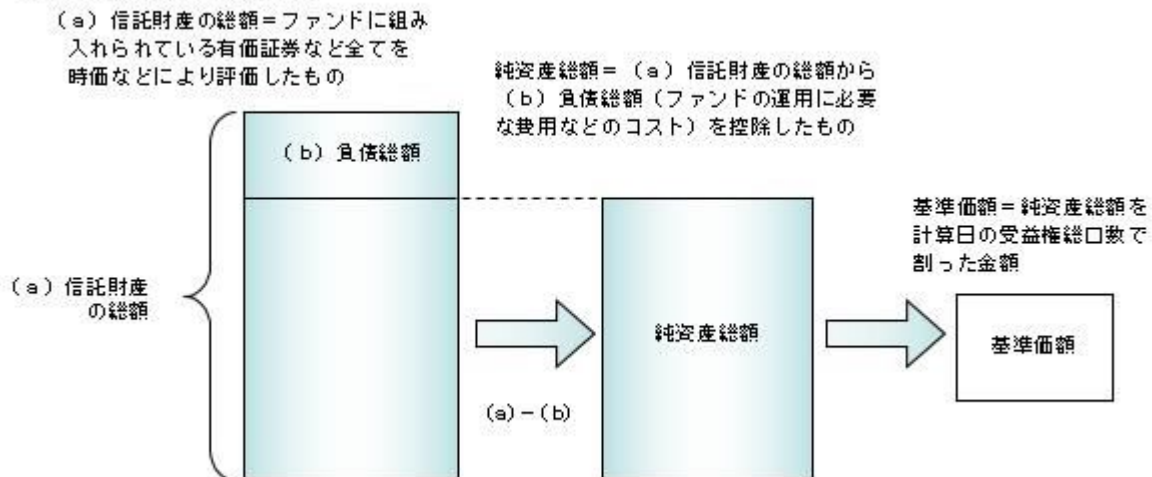 （a）信託財産の総額＝ファンドに組み
入れられている有価証券など全てを
時価などにより評価したもの
純資産総額＝（a）信託財産の総額から
（b）負債総額（ファンドの運用に必要
な費用などのコスト）を控除したもの
（b）負債総額
基準価額＝純資産総額を
計算日の受益権総口数で
割った金額
（a）信託財産
の総額
純資産総額
基準価額
（a）－（b）